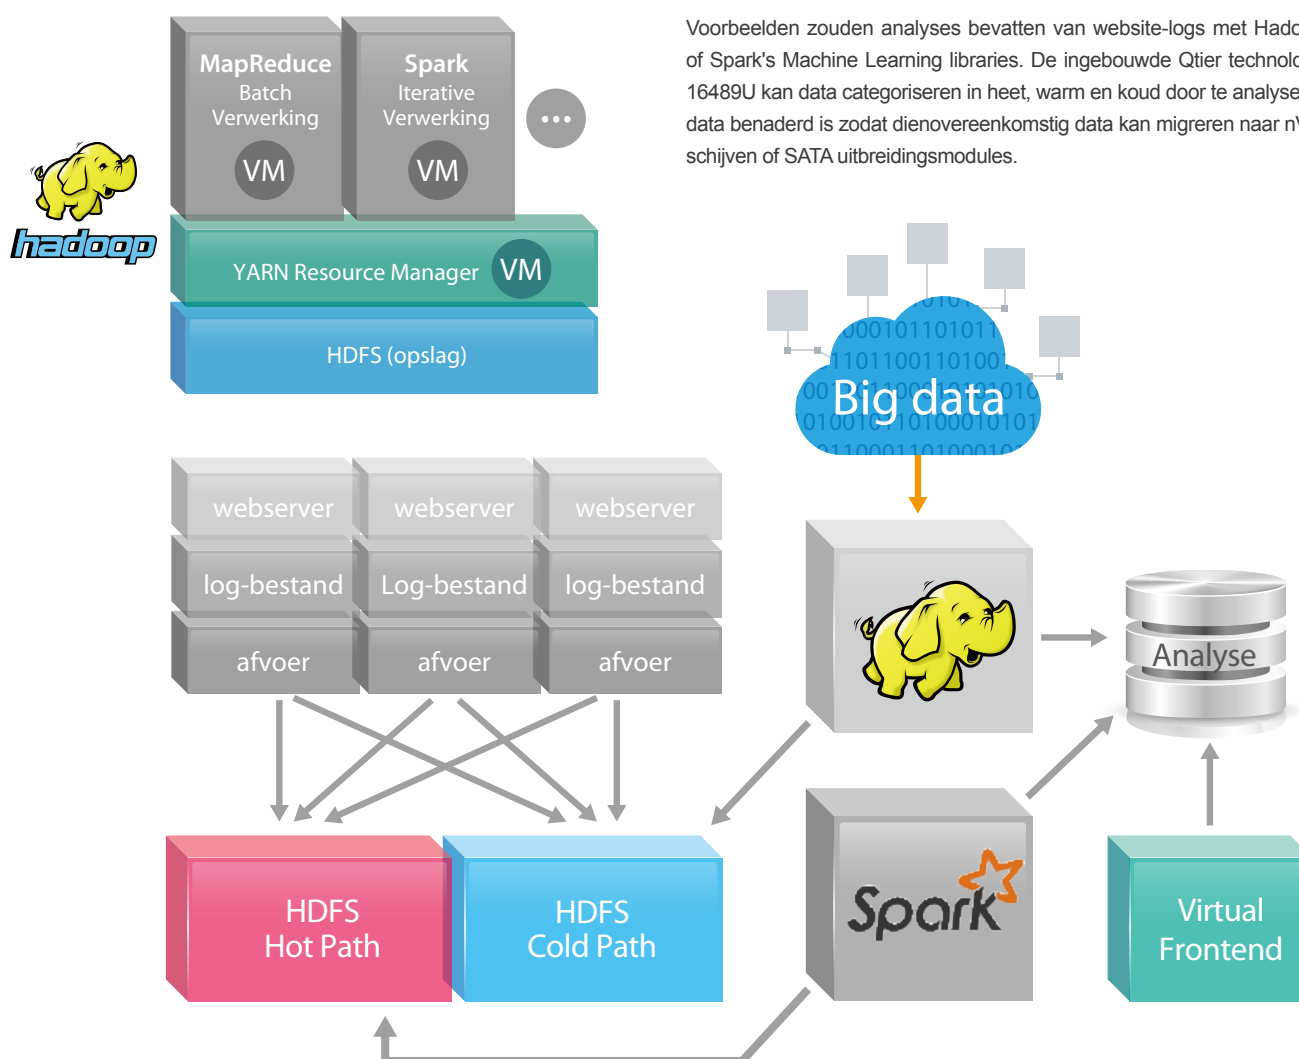 Voorbeelden zouden analyses bevatten van website-logs met Hadoo
of Spark's Machine Learning libraries. De ingebouwde Qtier technolo
16489U kan data categoriseren in heet, warm en koud door te analyse
data benaderd is zodat dienovereenkomstig data kan migreren naar nV
schijven of SATA uitbreidingsmodules.
MapReduce
Batch
Verwerking
VM
Spark
Iterative
Verwerking
VM
hadoop
YARN Resource Manager VM
HDFS (opslag)
Big data
webserver webserver webserver
log-bestand Log-bestand log-bestand
afvoer afvoer afvoer
Analyse
HDFS
Hot Path
HDFS
Cold Path
Spark
Virtual
Frontend